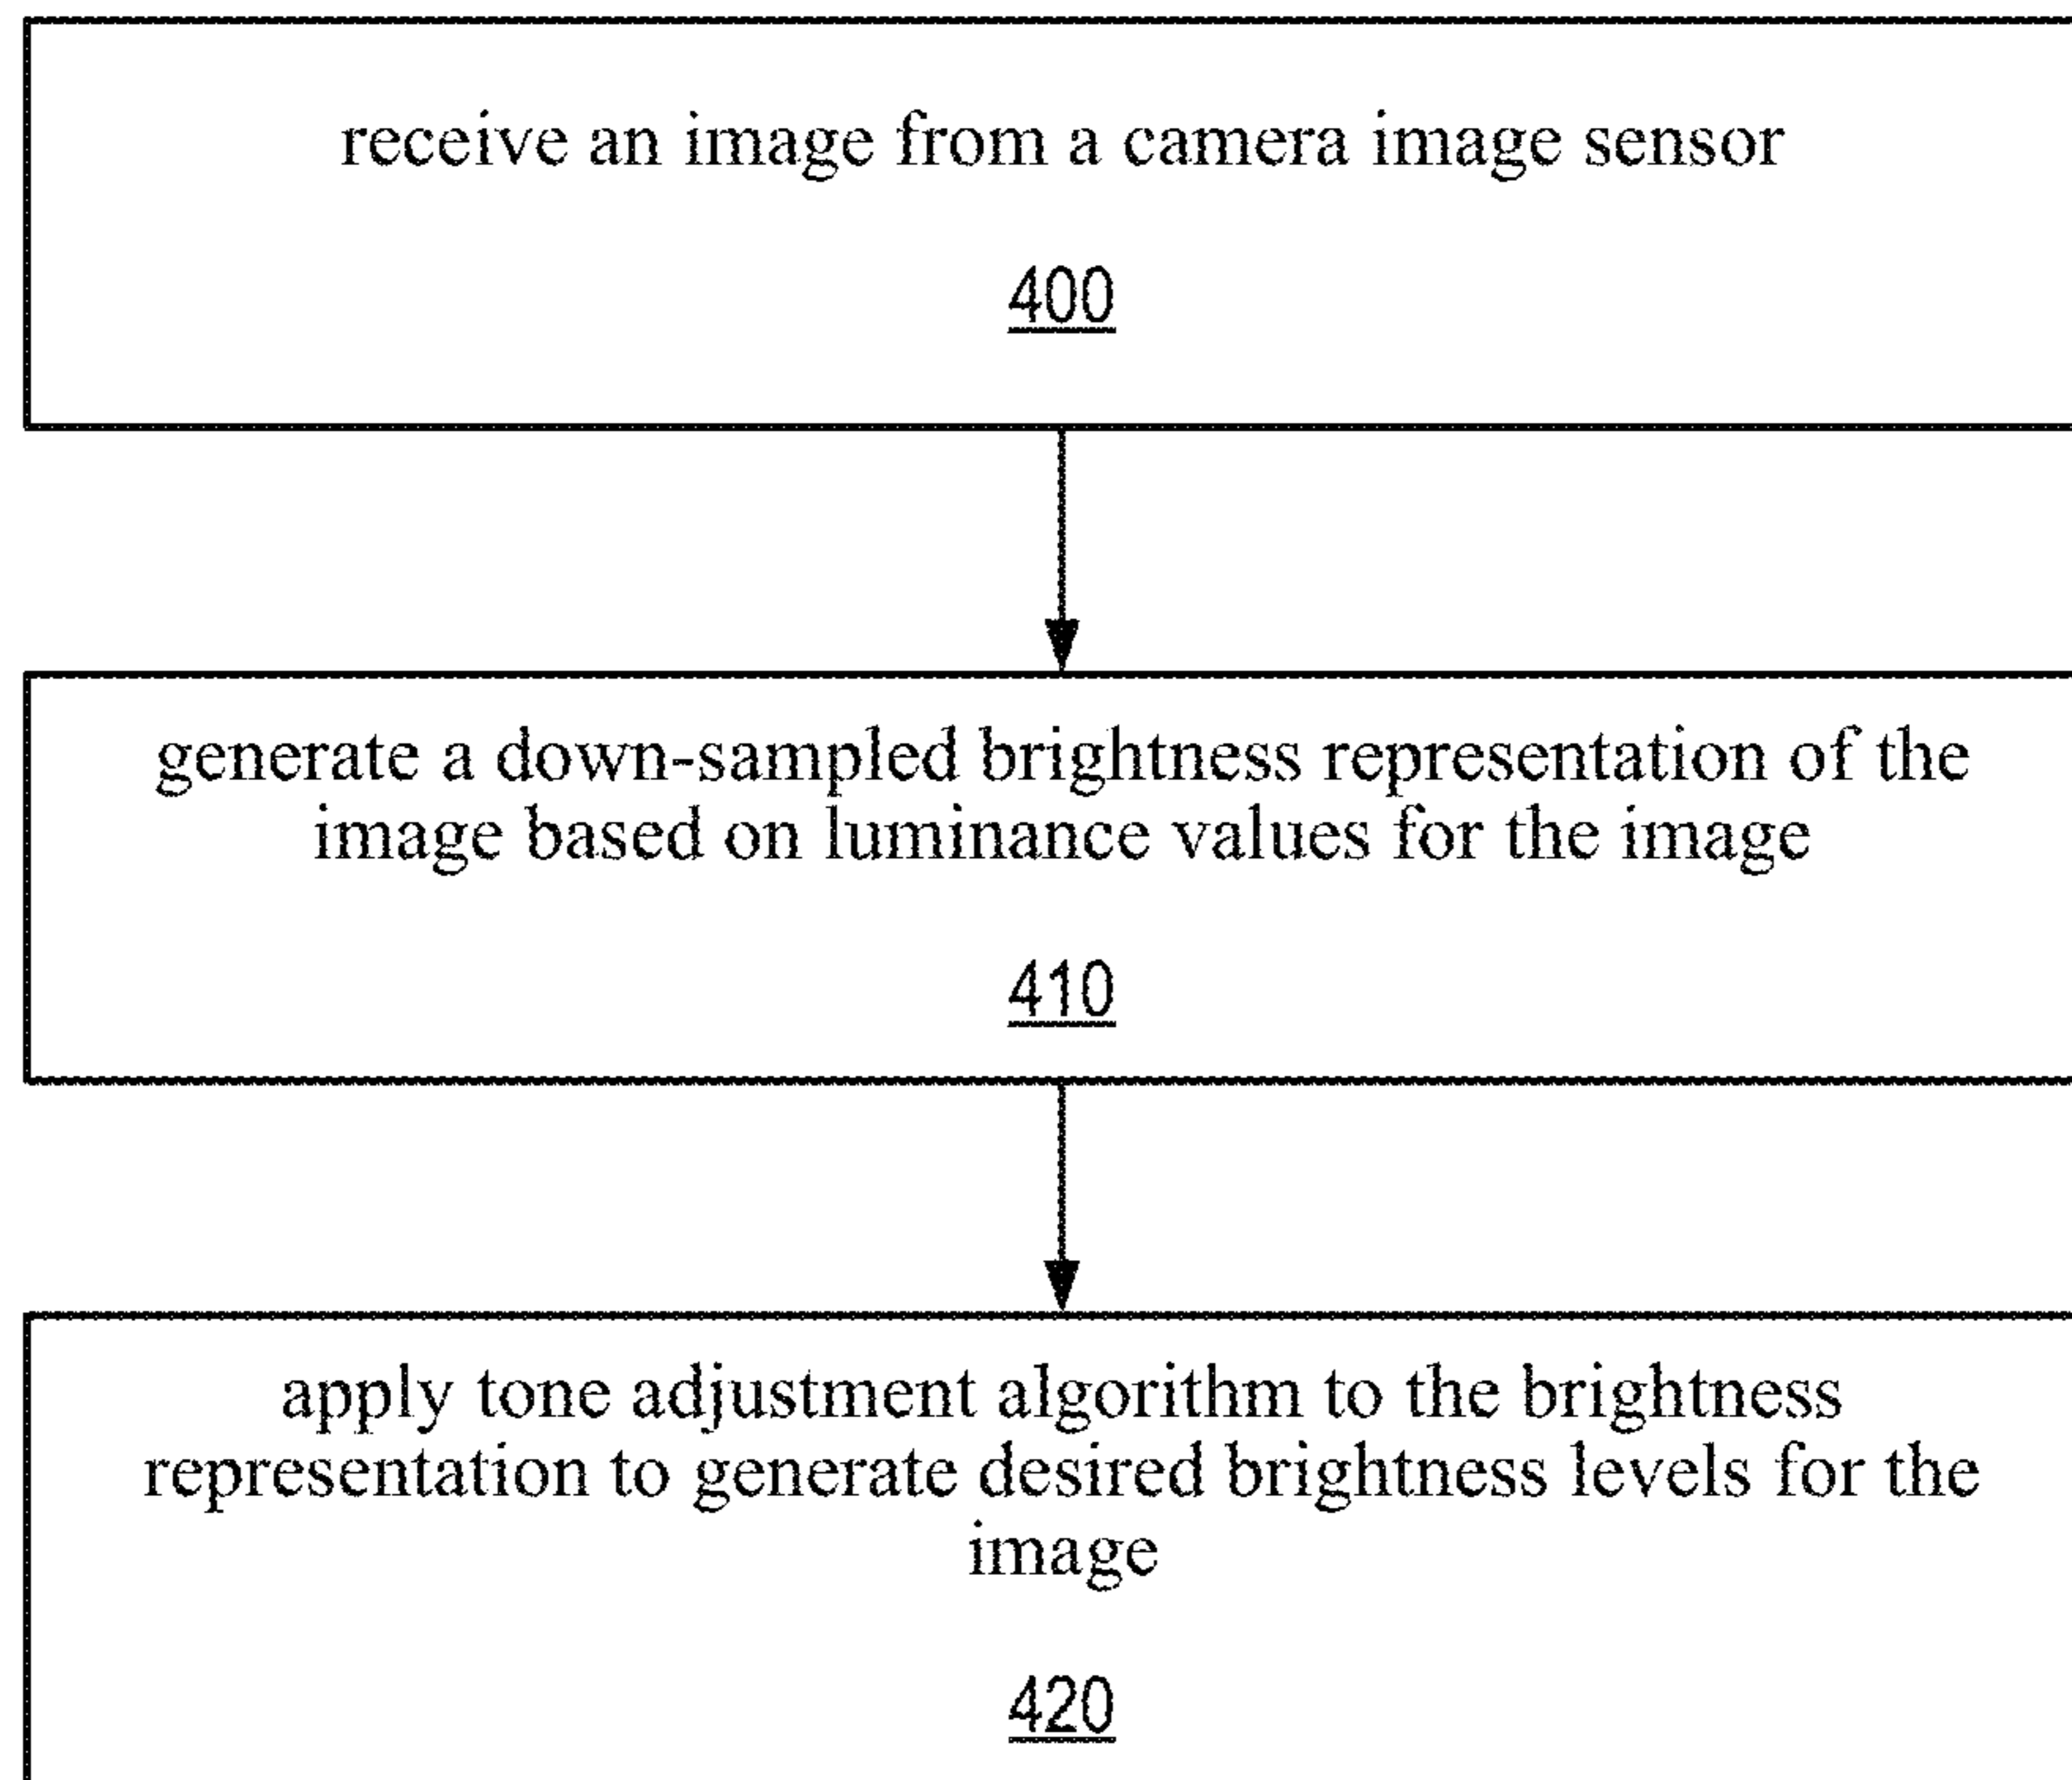 receive an image from a camera image sensor
400
generate a down-sampled brightness representation of the
image based on luminance values for the image
410
apply tone adjustment algorithm to the brightness
representation to generate desired brightness levels for the
image
420